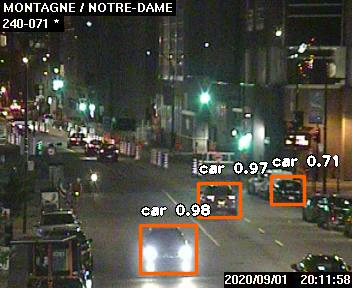 MONTAGNE / NOTRE-DAME
240-071 *
car 0.97
car 0.71
car 0.98
2020/09/01 20:11:58